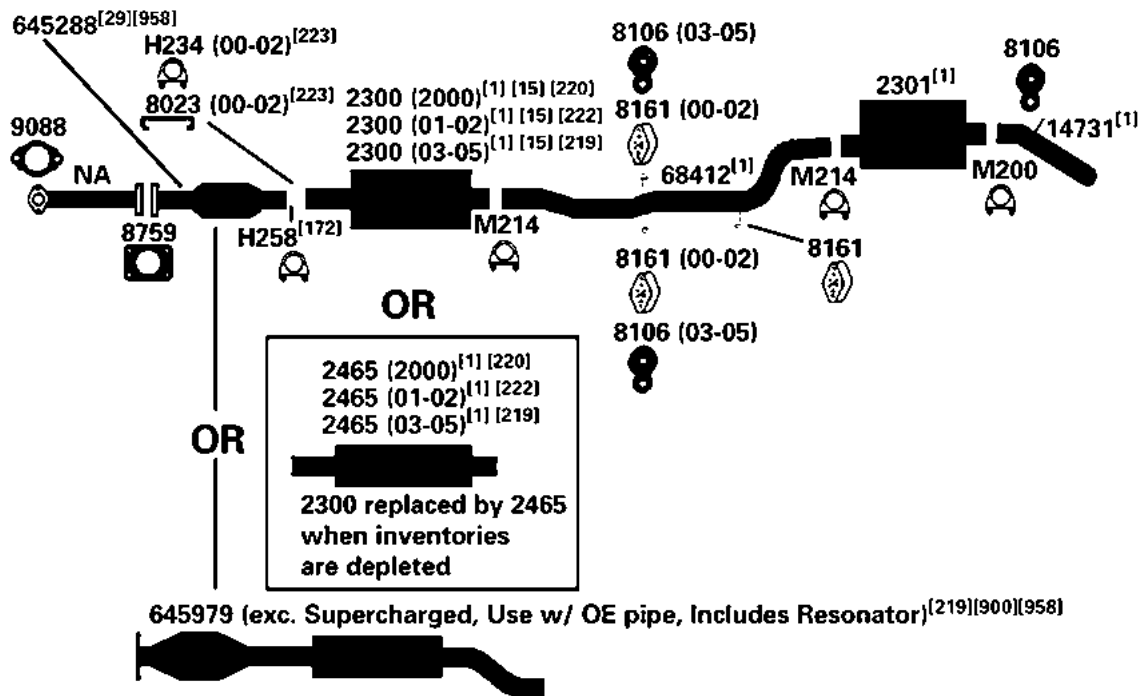 645288[29][958]
H234 (00-02)[223]
8023 (00-02)[223]
9088
NA
8759
H258[172]
2300 (2000)[1] [15] [220]
2300 (01-02)[1] [15] [222]
2300 (03-05)[1] [15] [219]
M214
8106 (03-05)
8161 (00-02)
68412[1]
8161 (00-02)
8106 (03-05)
8161
M214
2301[1]
8106
14731[1]
M200
OR
2465 (2000)[1] [220]
2465 (01-02)[1] [222]
2465 (03-05)[1] [219]
2300 replaced by 2465
when inventories
are depleted
OR
645979 (exc. Supercharged, Use w/ OE pipe, Includes Resonator)[219][900][958]